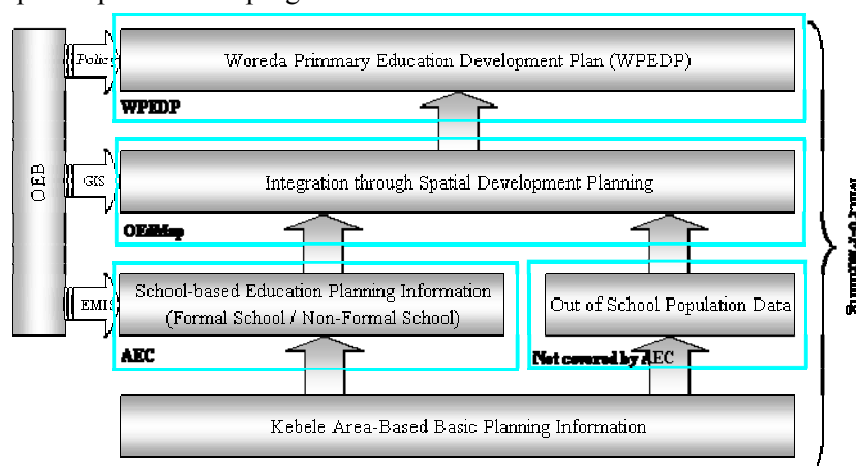 OEB
Policy
Woreda Primmary Education Development Plan (WPEDP)
WPEDP
GIS
Integration through Spatial Development Planning
OEdMap
EMIS
School-based Education Planning Information
(Formal School / Non-Formal School)
AEC
Out of School Population Data
Not covered by AEC
Kebele Area-Based Basic Planning Information